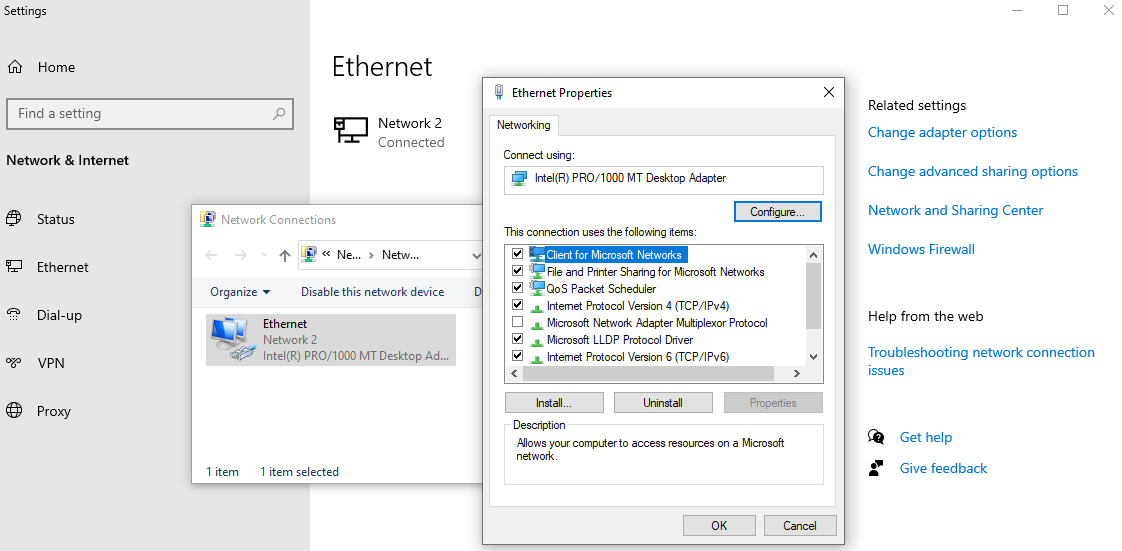 Settings
Home
Find a setting
Network & Internet
Status
Ethernet
Dial-up
VPN
Proxy
Ethernet
Network 2
Connected
Network Connections
« Ne... › Netw...
Organize
Disable this network device
D
Ethernet
Network 2
Intel(R) PRO/1000 MT Desktop Ad...
1 item
1 item selected
Ethernet Properties
Networking
Connect using:
Intel(R) PRO/1000 MT Desktop Adapter
Configure...
This connection uses the following items:
Client for Microsoft Networks
File and Printer Sharing for Microsoft Networks
QoS Packet Scheduler
Internet Protocol Version 4 (TCP/IPv4)
Microsoft Network Adapter Multiplexor Protocol
Microsoft LLDP Protocol Driver
Internet Protocol Version 6 (TCP/IPv6)
Install...
Uninstall
Properties
Description
Allows your computer to access resources on a Microsoft
network.
OK
Cancel
Related settings
Change adapter options
Change advanced sharing options
Network and Sharing Center
Windows Firewall
Help from the web
Troubleshooting network connection
issues
Get help
Give feedback